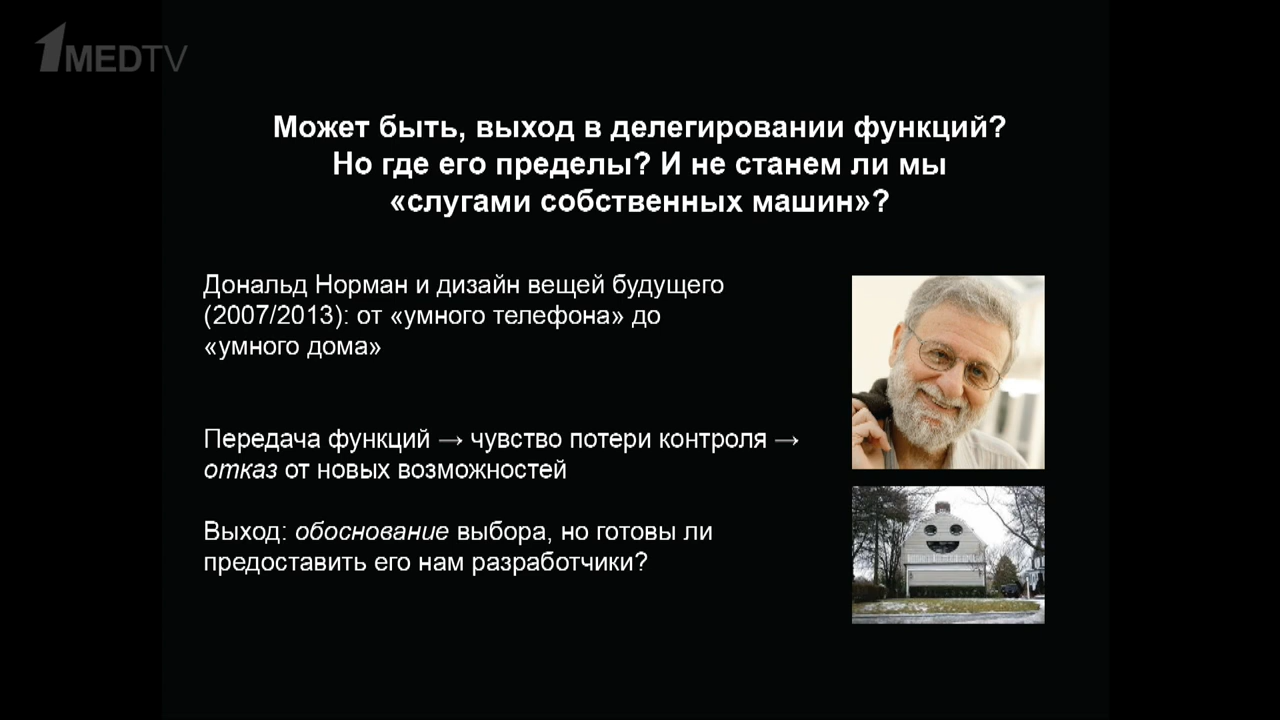 1MEDTV
Может быть, выход в делегировании функций?
Но где его пределы? И не станем ли мы
«слугами собственных машин»?
Дональд Норман и дизайн вещей будущего
(2007/2013): от «умного телефона» до
«умного дома»
Передача функций → чувство потери контроля →
отказ от новых возможностей
Выход: обоснование выбора, но готовы ли
предоставить его нам разработчики?